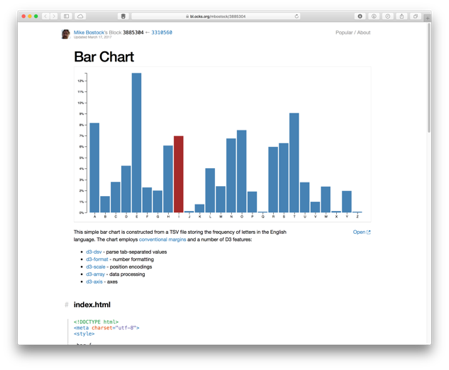 bl.ocks.org/mbostock/3885304
Mike Bostock's Block 3885304 ← 3310560
Updated March 17, 2017
Popular / About
Bar Chart
12%
11%
10%
9%
8%
7%
6%
5%
4%
3%
2%
1%
0%
A B C D E F G H I J K L M N O P Q R S T U V W X Y Z
This simple bar chart is constructed from a TSV file storing the frequency of letters in the English
language. The chart employs conventional margins and a number of D3 features:
Open
d3-dsv - parse tab-separated values
d3-format - number formatting
d3-scale - position encodings
d3-array - data processing
d3-axis - axes
# index.html
<!DOCTYPE html>
<meta charset="utf-8">
<style>